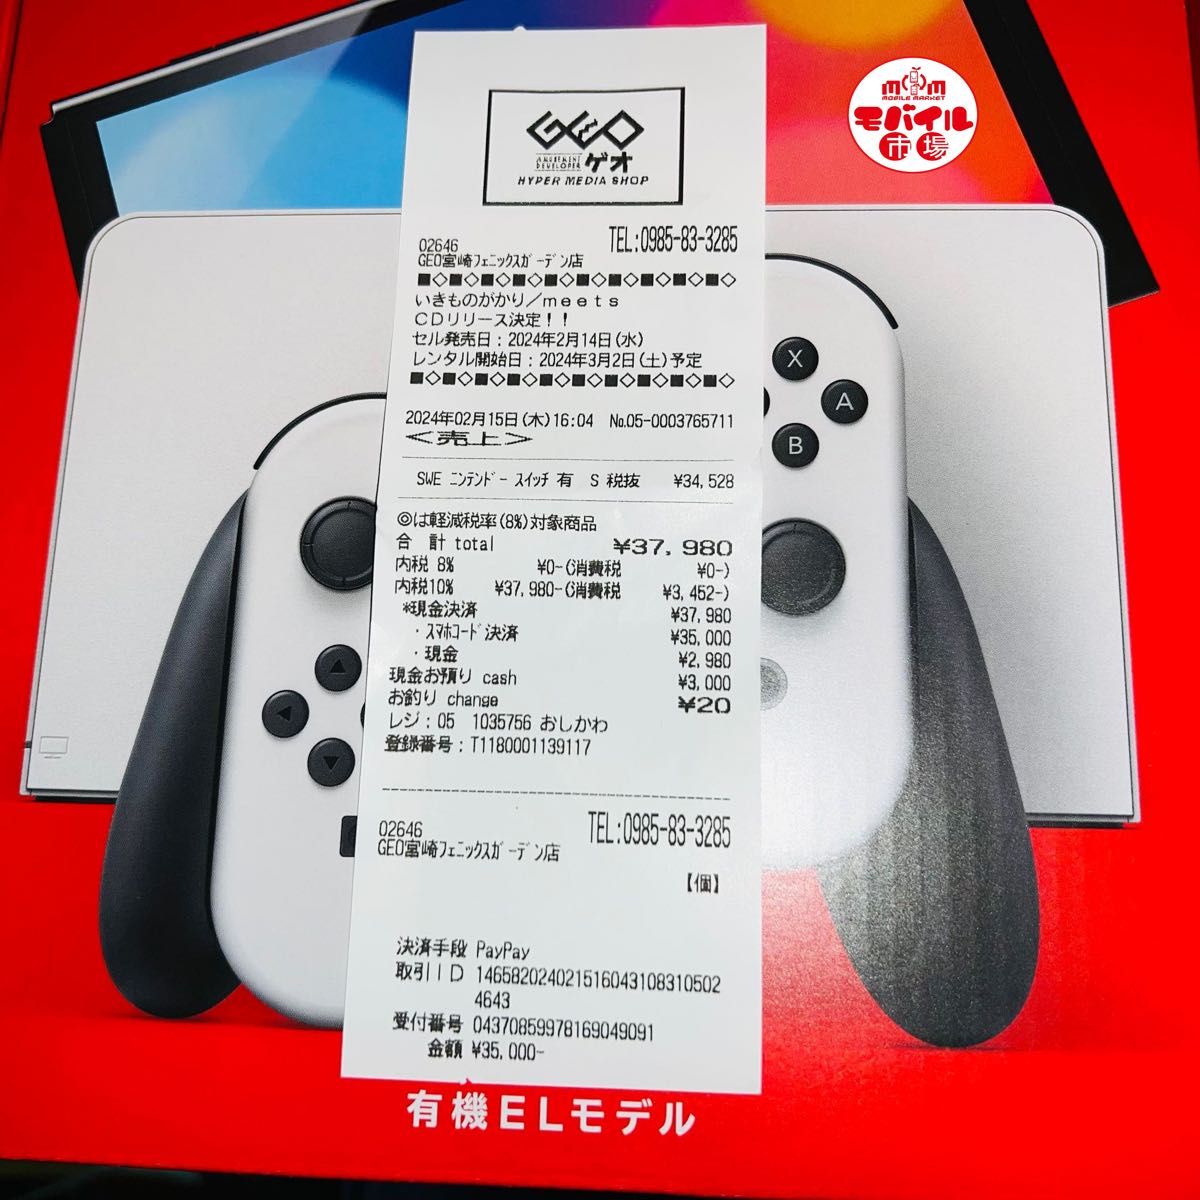 M M
MOBILE MARKET
モバイル
市場
GEO
AMUSEMENT
DEVELOPER ゲオ
HYPER MEDIA SHOP
02646 TEL:0985-83-3285
GEO宮崎フェニックスガーデン店
■◇■◇■◇■◇■◇■◇■◇■◇■◇■◇
いきものがかり/meets
CDリリース決定!!
セル発売日:2024年2月14日(水)
レンタル開始日:2024年3月2日(土)予定
■◇■◇■◇■◇■◇■◇■◇■◇■◇■◇
2024年02月15日(木)16:04 No.05-0003765711
<売上>
SWE ニンテンドー スイッチ 有 S 税抜 ¥34,528
◎は軽減税率(8%)対象商品
合 計 total ¥37,980
内税 8% ¥0-(消費税 ¥0-)
内税10% ¥37,980-(消費税 ¥3,452-)
*現金決済 ¥37,980
・スマホコード決済 ¥35,000
・現金 ¥2,980
現金お預り cash ¥3,000
お釣り change ¥20
レジ:05 1035756 おしかわ
登録番号:T1180001139117
02646 TEL:0985-83-3285
GEO宮崎フェニックスガーデン店
【個】
決済手段 PayPay
取引ID 14658202402151604310831050​2
4643
受付番号 04370859978169049091
金額 ¥35,000-
X
A
B
有機ELモデル